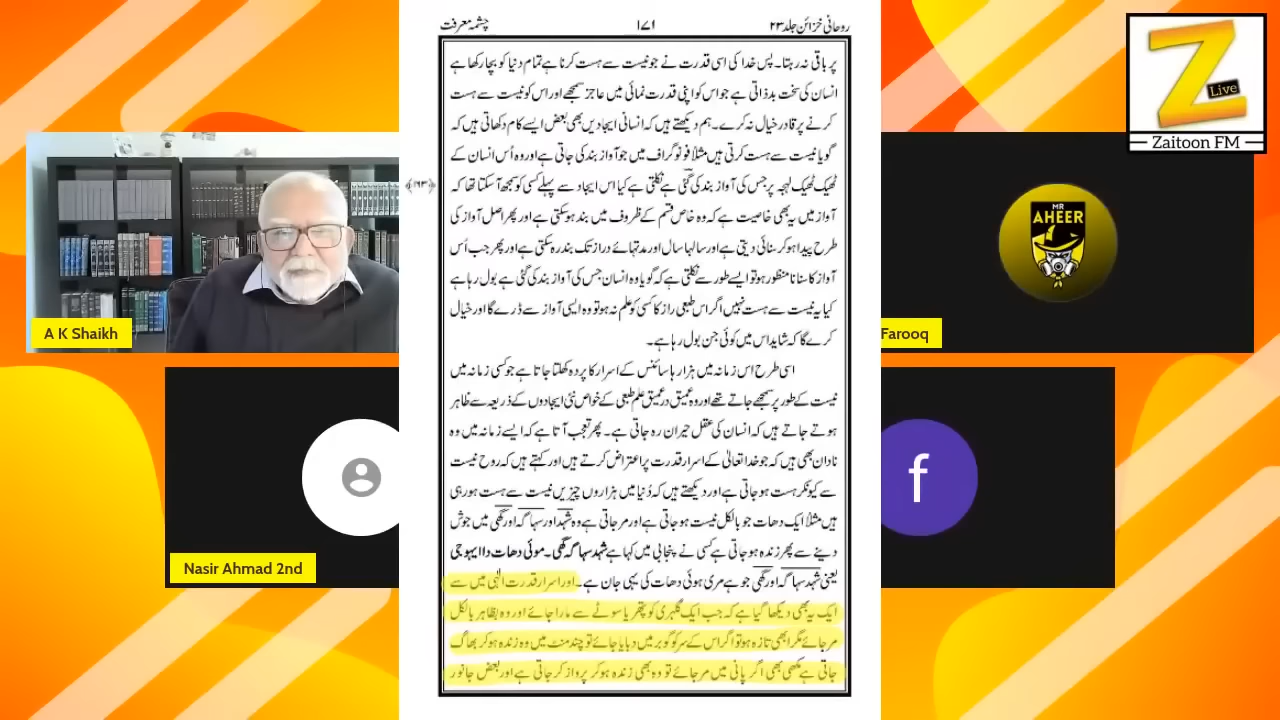 روحانی خزائن جلد ۲۳
۱۷۱
چشمہ معرفت
پر باقی نہ رہتا۔ پس خدا کی اسی قدرت نے جو نیست سے ہست کرنا ہے تمام دنیا کو بچا رکھا ہے
انسان کی سخت بدذاتی ہے جو اس کو اپنی قدرت نمائی میں عاجز سمجھے اور اس کو نیست سے ہست
کرنے پر قادر خیال نہ کرے۔ ہم دیکھتے ہیں کہ انسانی ایجادیں بھی بعض ایسے کام دکھاتی ہیں کہ
گویا نیست سے ہست کرتی ہیں مثلاً فونوگراف میں جو آواز بند کی جاتی ہے اور وہ اُس انسان کے
ٹھیک ٹھیک لہجہ پر جس کی آواز بند کی گئی ہے نکلتی ہے کیا اس ایجاد سے پہلے کسی کو سمجھ آسکتا تھا کہ
﴿۱۶۳﴾
آواز میں یہ بھی خاصیت ہے کہ وہ خاص قسم کے ظروف میں بند ہو سکتی ہے اور پھر اصل آواز کی
طرح پیدا ہو کر سنائی دیتی ہے اور سالہا سال اور مدتہائے دراز تک بند رہ سکتی ہے اور پھر جب اُس
آواز کا سنانا منظور ہو تو ایسے طور سے نکلتی ہے کہ گویا وہ انسان جس کی آواز بند کی گئی ہے بول رہا ہے
کیا یہ نیست سے ہست نہیں اگر اس طبعی راز کا کسی کو علم نہ ہو تو وہ ایسی آواز سے ڈرے گا اور خیال
کرے گا کہ شاید اس میں کوئی جن بول رہا ہے۔
اسی طرح اس زمانہ میں ہزار ہا سائنس کے اسرار کا پردہ کھلتا جاتا ہے جو کسی زمانہ میں
نیست کے طور پر سمجھے جاتے تھے اور وہ عمیق در عمیق علم طبعی کے خواص نئی ایجادوں کے ذریعہ سے ظاہر
ہوتے جاتے ہیں کہ انسان کی عقل حیران رہ جاتی ہے۔ پھر تعجب آتا ہے کہ ایسے زمانہ میں وہ
نادان بھی ہیں کہ جو خدا تعالیٰ کے اسرار قدرت پر اعتراض کرتے ہیں اور کہتے ہیں کہ روح نیست
سے کیونکر ہست ہو جاتی ہے اور دیکھتے ہیں کہ دُنیا میں ہزاروں چیزیں نیست سے ہست ہو رہی
ہیں مثلاً ایک دھات جو بالکل نیست ہو جاتی ہے اور مر جاتی ہے وہ شہد اور سہاگہ اور گھی میں جوش
دینے سے پھر زندہ ہو جاتی ہے کسی نے پنجابی میں کہا ہے شہد سہاگہ گھی۔ موئی دھات دا ایہو جی
یعنی شہد سہاگہ اور گھی جو ہے مری ہوئی دھات کی یہی جان ہے۔ اور اسرار قدرت الٰہی میں سے
ایک یہ بھی دیکھا گیا ہے کہ جب ایک گلہری کو پتھر یا سوٹے سے مارا جائے اور وہ بظاہر بالکل
مر جائے مگر ابھی تازہ ہو تو اگر اس کے سر کو گوبر میں دبایا جائے تو چند منٹ میں وہ زندہ ہو کر بھاگ
جاتی ہے مکھی بھی اگر پانی میں مر جائے تو وہ بھی زندہ ہو کر پرواز کر جاتی ہے اور بعض جانور
Z
Live
Zaitoon FM
A K Shaikh
MR
AHEER
Farooq
f
Nasir Ahmad 2nd